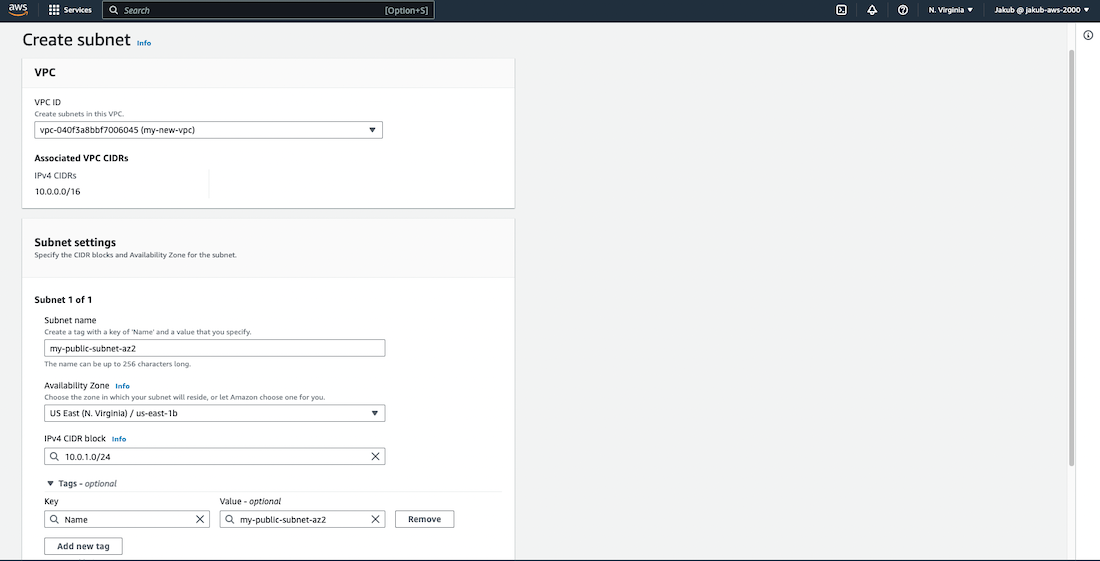 aws
Services
Search
[Option+S]
N. Virginia
Jakub @ jakub-aws-2000
Create subnet Info
VPC
VPC ID
Create subnets in this VPC.
vpc-040f3a8bbf7006045 (my-new-vpc)
Associated VPC CIDRs
IPv4 CIDRs
10.0.0.0/16
Subnet settings
Specify the CIDR blocks and Availability Zone for the subnet.
Subnet 1 of 1
Subnet name
Create a tag with a key of 'Name' and a value that you specify.
my-public-subnet-az2
The name can be up to 256 characters long.
Availability Zone Info
Choose the zone in which your subnet will reside, or let Amazon choose one for you.
US East (N. Virginia) / us-east-1b
IPv4 CIDR block Info
10.0.1.0/24
Tags - optional
Key
Value - optional
Name
my-public-subnet-az2
Remove
Add new tag